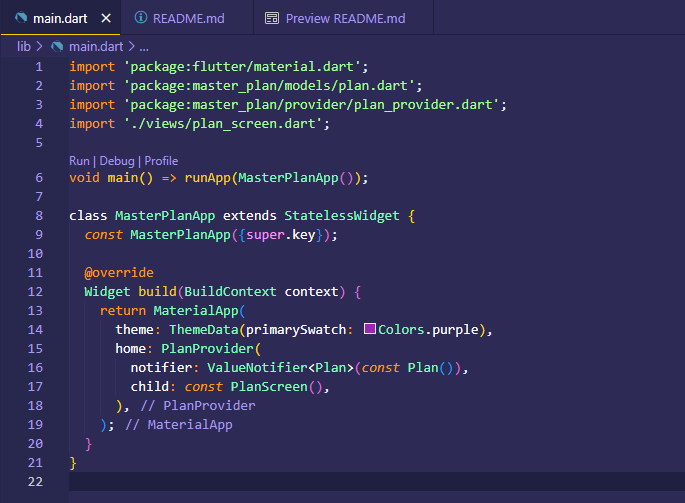 main.dart × README.md Preview README.md
lib > main.dart > ...
1 import 'package:flutter/material.dart';
2 import 'package:master_plan/models/plan.dart';
3 import 'package:master_plan/provider/plan_provider.dart';
4 import './views/plan_screen.dart';
5
Run | Debug | Profile
6 void main() => runApp(MasterPlanApp());
7
8 class MasterPlanApp extends StatelessWidget {
9   const MasterPlanApp({super.key});
10
11   @override
12   Widget build(BuildContext context) {
13     return MaterialApp(
14       theme: ThemeData(primarySwatch: Colors.purple),
15       home: PlanProvider(
16         notifier: ValueNotifier<Plan>(const Plan()),
17         child: const PlanScreen(),
18       ), // PlanProvider
19     ); // MaterialApp
20   }
21 }
22